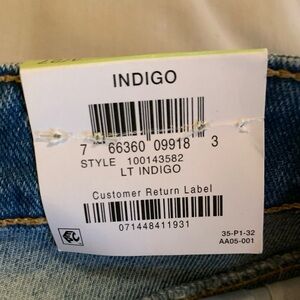 INDIGO
7 66360 09918 3
STYLE 100143582
LT INDIGO
Customer Return Label
071448411931
35-P1-32
AA05-001